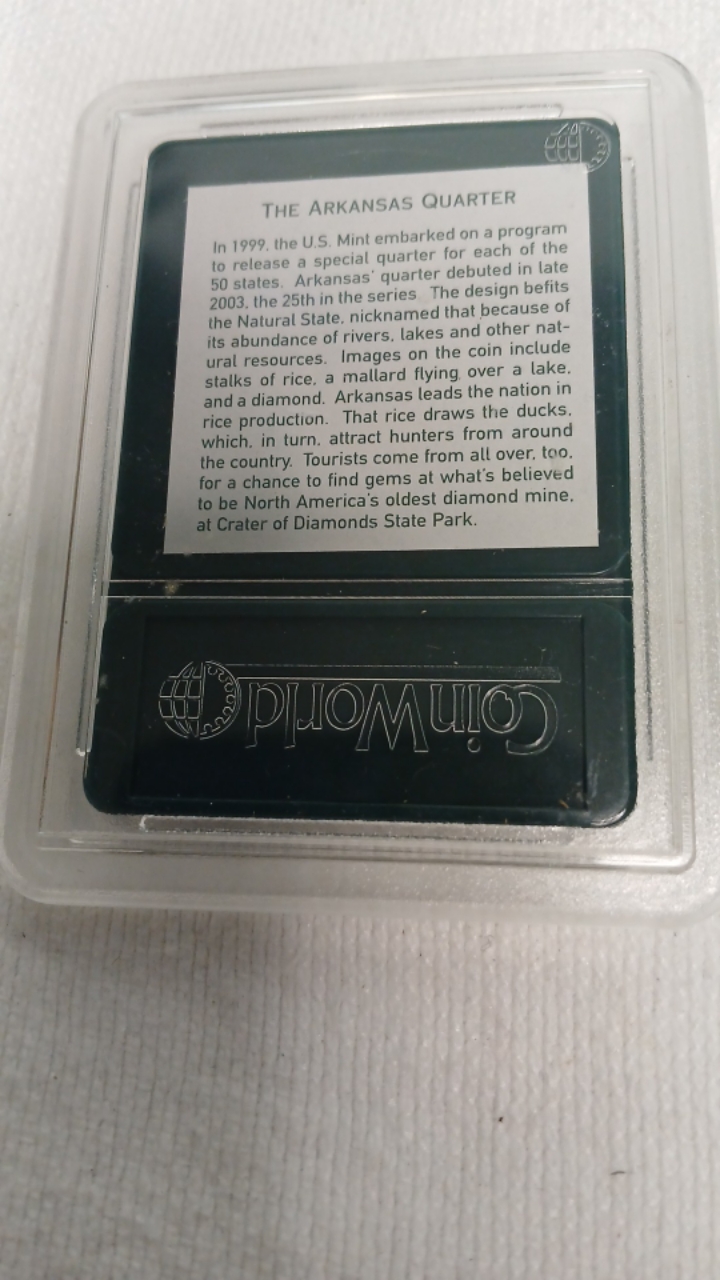 THE ARKANSAS QUARTER
In 1999, the U.S. Mint embarked on a program
to release a special quarter for each of the
50 states. Arkansas' quarter debuted in late
2003, the 25th in the series. The design befits
the Natural State, nicknamed that because of
its abundance of rivers, lakes and other nat-
ural resources. Images on the coin include
stalks of rice, a mallard flying over a lake,
and a diamond. Arkansas leads the nation in
rice production. That rice draws the ducks,
which, in turn, attract hunters from around
the country. Tourists come from all over, too,
for a chance to find gems at what's believed
to be North America's oldest diamond mine,
at Crater of Diamonds State Park.
CoinWorld